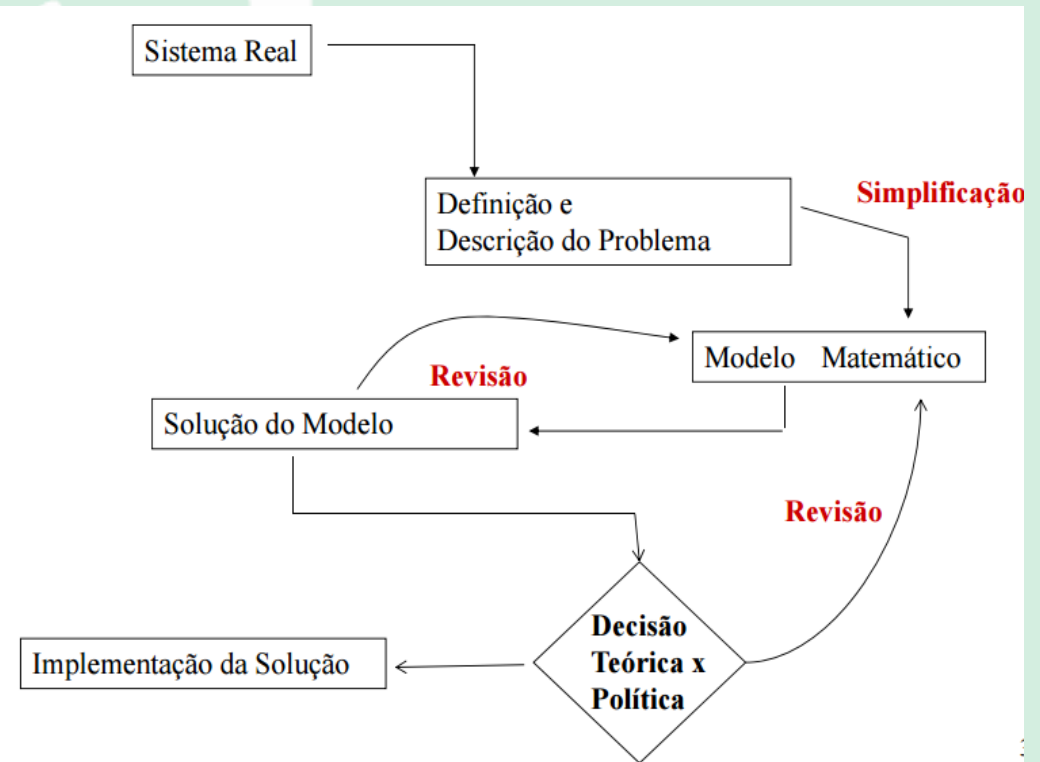 Sistema Real
Definição e
Descrição do Problema
Simplificação
Modelo Matemático
Revisão
Solução do Modelo
Revisão
Decisão
Teórica x
Política
Implementação da Solução